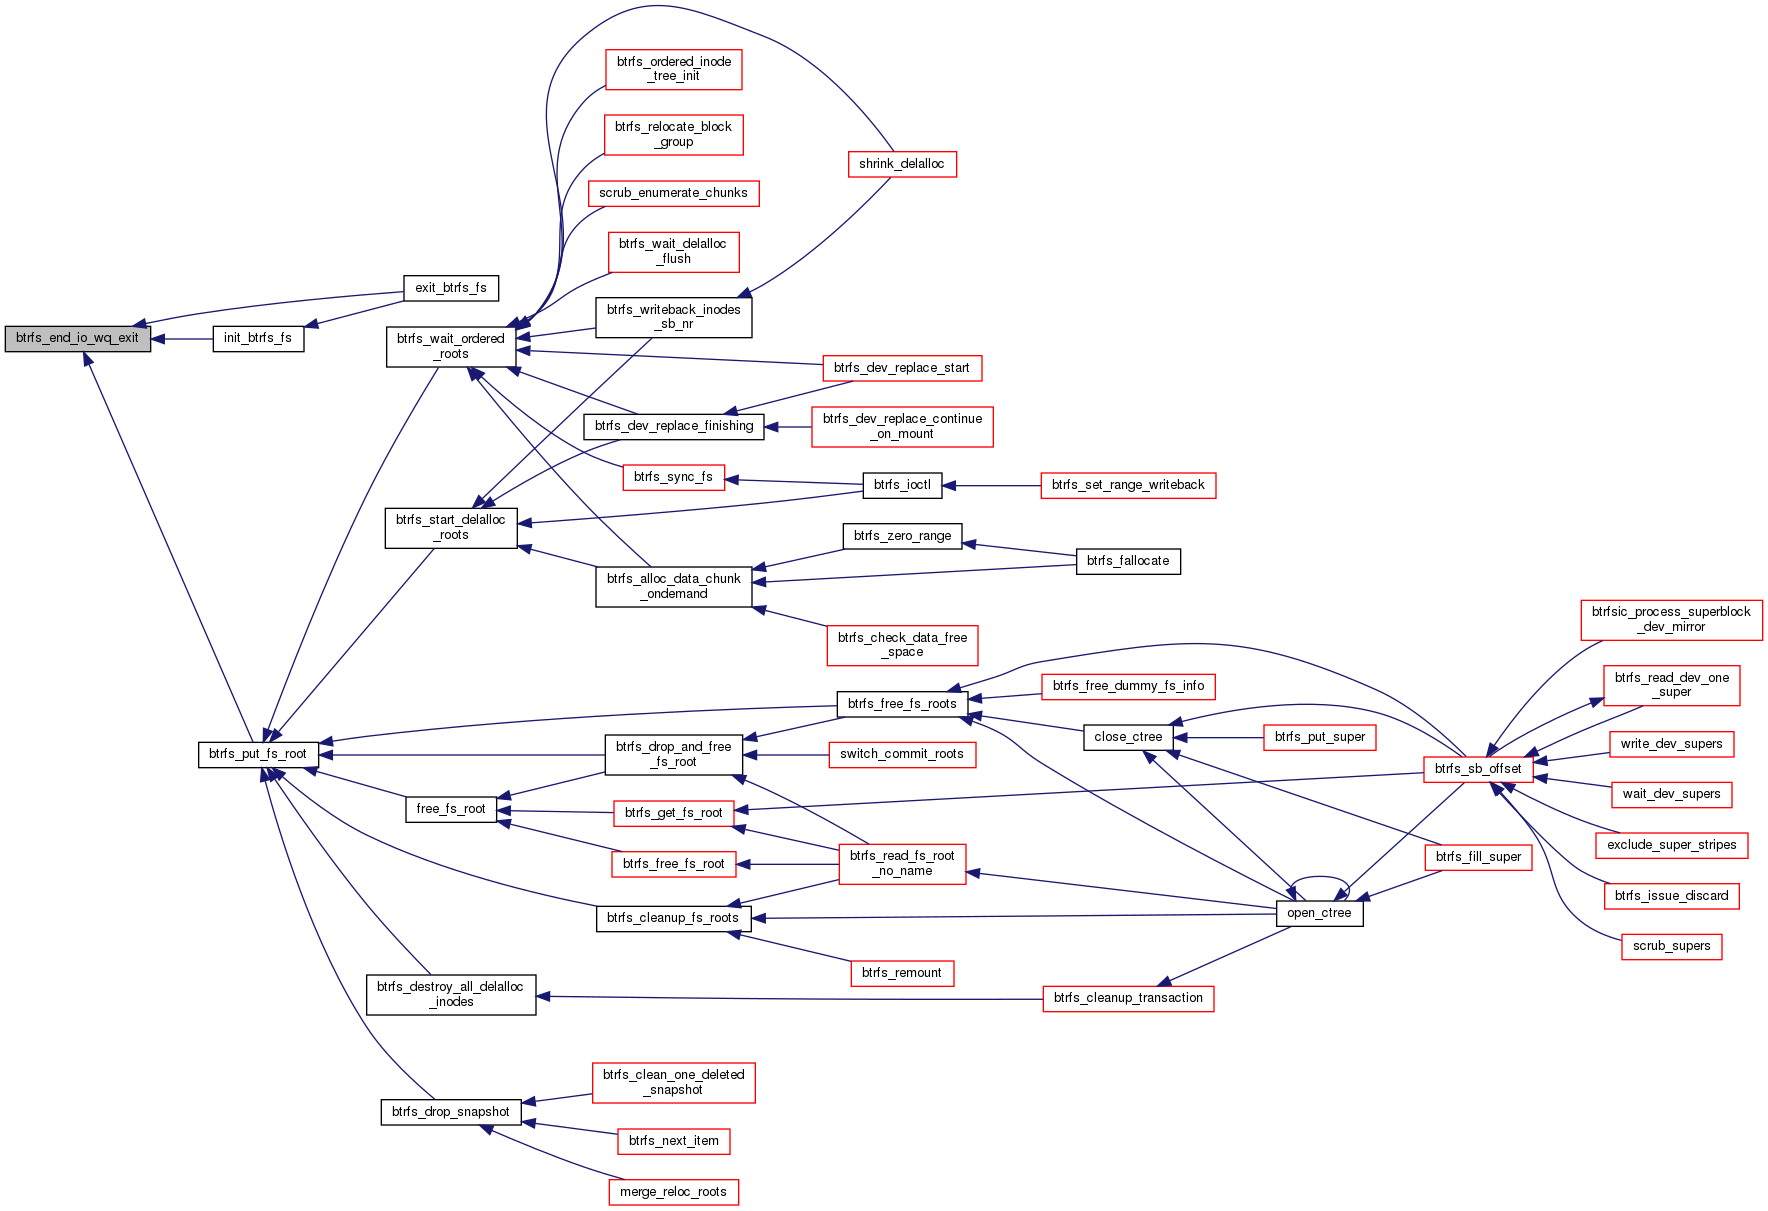 btrfs_ordered_inode
_tree_init
btrfs_relocate_block
_group
shrink_delalloc
scrub_enumerate_chunks
btrfs_wait_delalloc
_flush
exit_btrfs_fs
btrfs_writeback_inodes
_sb_nr
btrfs_end_io_wq_exit
init_btrfs_fs
btrfs_wait_ordered
_roots
btrfs_dev_replace_start
btrfs_dev_replace_finishing
btrfs_dev_replace_continue
_on_mount
btrfs_sync_fs
btrfs_ioctl
btrfs_set_range_writeback
btrfs_start_delalloc
_roots
btrfs_zero_range
btrfs_fallocate
btrfs_alloc_data_chunk
_ondemand
btrfs_check_data_free
_space
btrfsic_process_superblock
_dev_mirror
btrfs_free_dummy_fs_info
btrfs_read_dev_one
_super
btrfs_free_fs_roots
close_ctree
btrfs_put_super
write_dev_supers
btrfs_put_fs_root
btrfs_drop_and_free
_fs_root
switch_commit_roots
btrfs_sb_offset
wait_dev_supers
free_fs_root
btrfs_get_fs_root
exclude_super_stripes
btrfs_free_fs_root
btrfs_read_fs_root
_no_name
btrfs_fill_super
btrfs_issue_discard
btrfs_cleanup_fs_roots
open_ctree
scrub_supers
btrfs_remount
btrfs_destroy_all_delalloc
_inodes
btrfs_cleanup_transaction
btrfs_clean_one_deleted
_snapshot
btrfs_drop_snapshot
btrfs_next_item
merge_reloc_roots